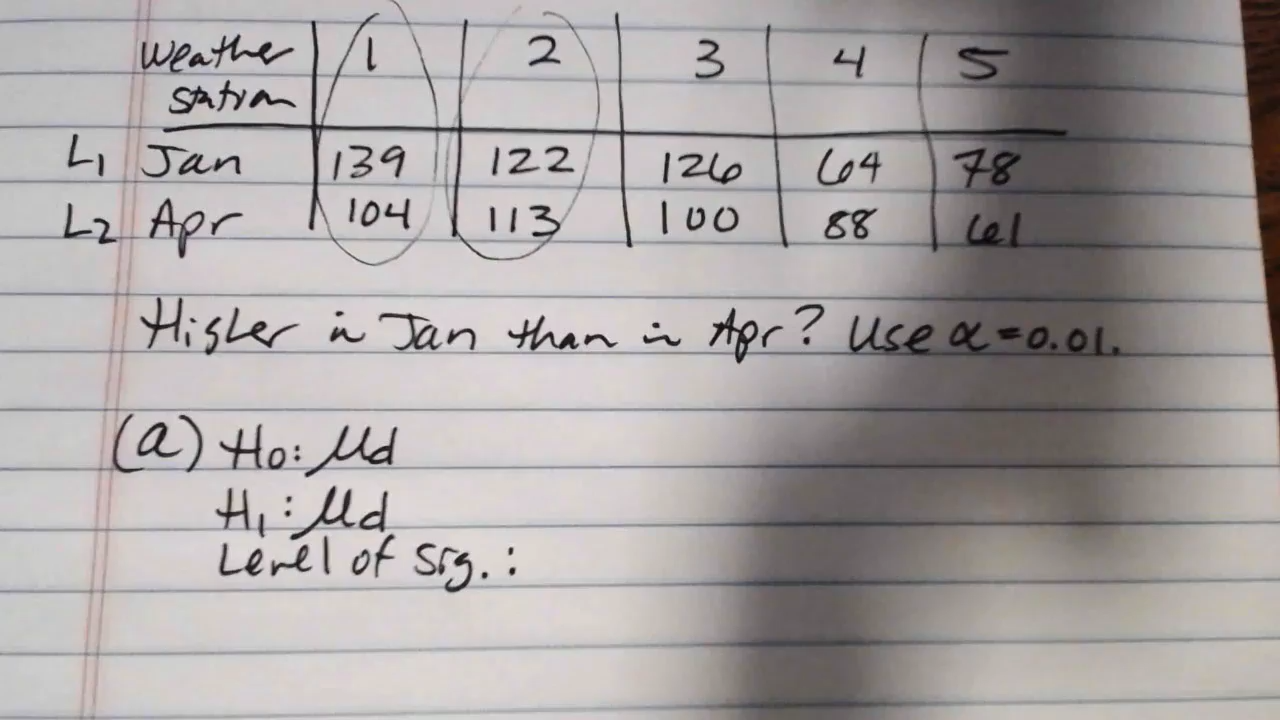 Weather station 1 2 3 4 5
L1 Jan 139 122 126 64 78
L2 Apr 104 113 100 88 61
Higher in Jan than in Apr? Use α=0.01.
(a) H0: μd
H1: μd
Level of Sig.: